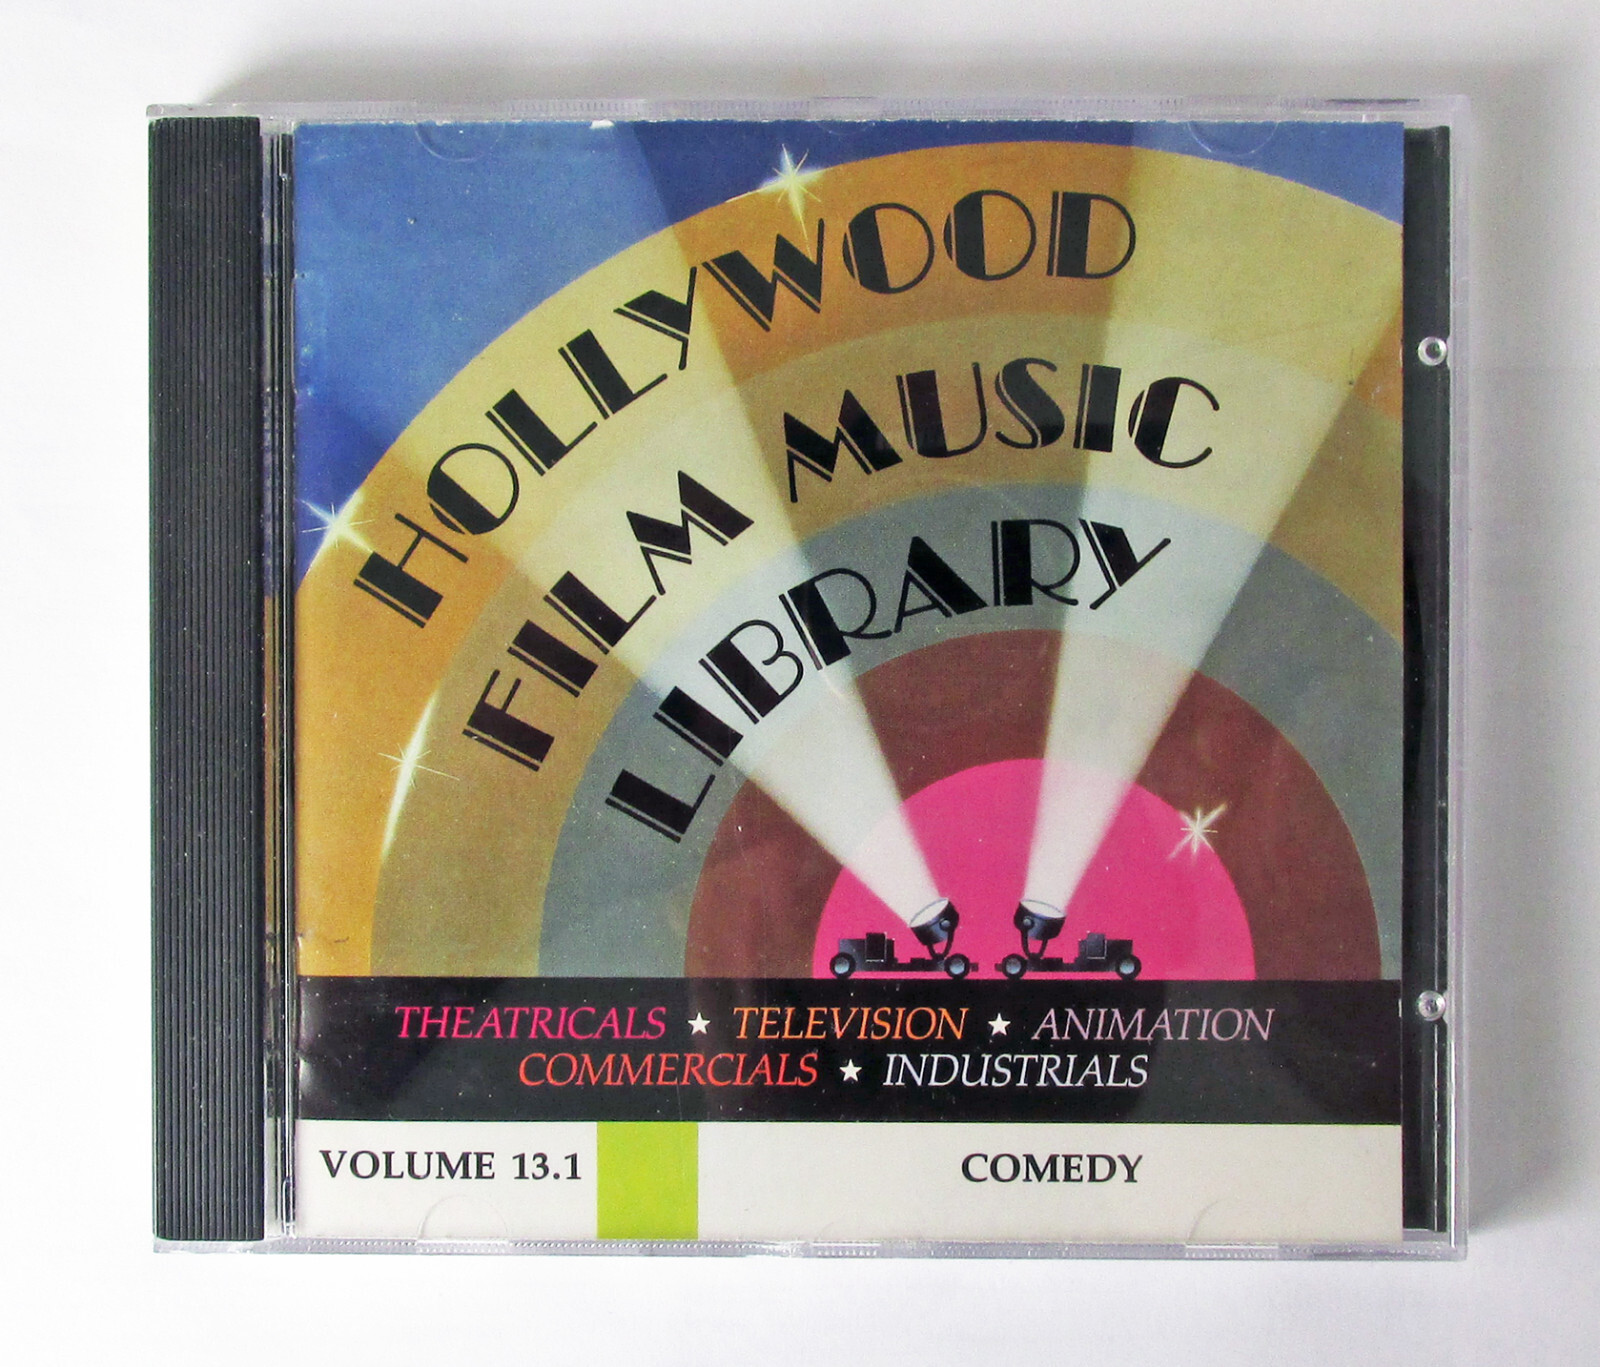 HOLLYWOOD
FILM MUSIC
LIBRARY
THEATRICALS ★ TELEVISION ★ ANIMATION
COMMERCIALS ★ INDUSTRIALS
VOLUME 13.1 COMEDY